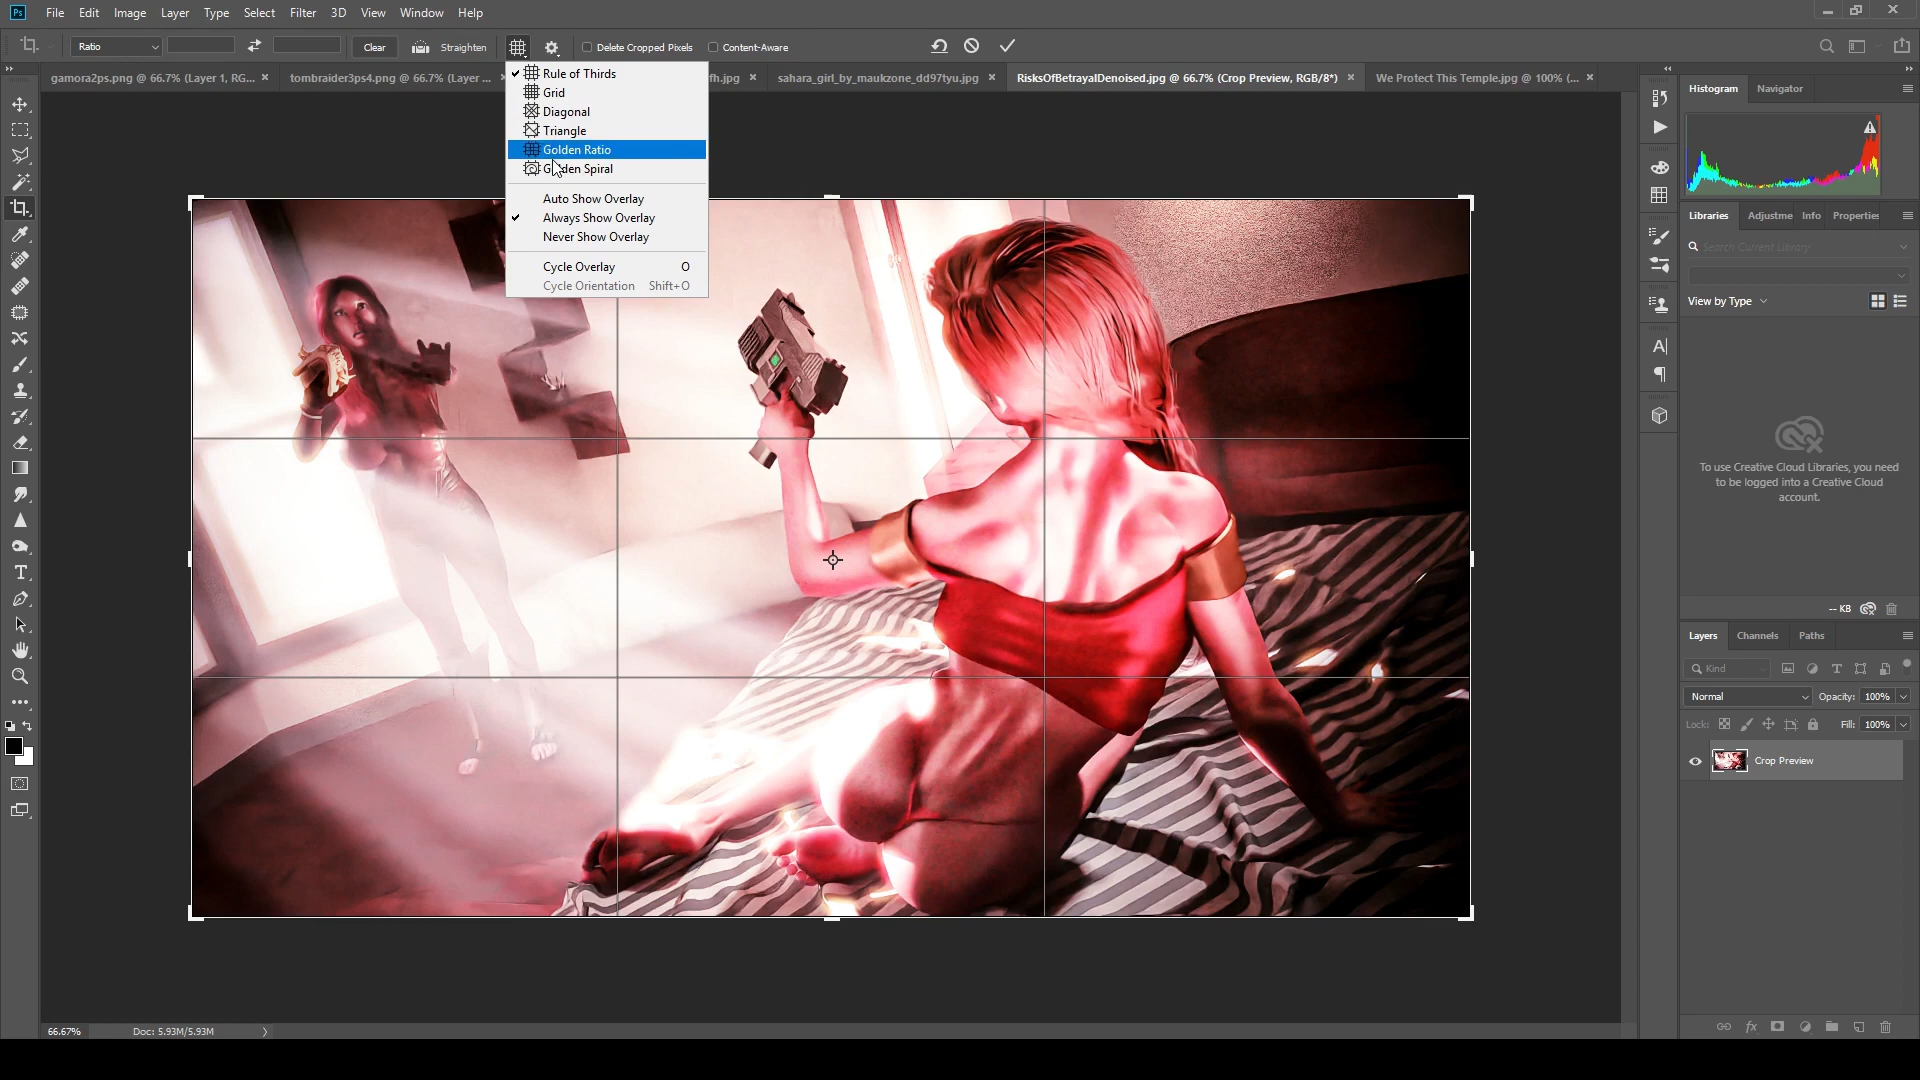 Ps File Edit Image Layer Type Select Filter 3D View Window Help
Ratio Clear Straighten Delete Cropped Pixels Content-Aware
gamora2ps.png @ 66.7% (Layer 1, RG... × tombraider3ps4.png @ 66.7% (Layer ... fh.jpg × sahara_girl_by_maukzone_dd97tyu.jpg × RisksOfBetrayalDenoised.jpg @ 66.7% (Crop Preview, RGB/8*) × We Protect This Temple.jpg @ 100% (... ×
Rule of Thirds
Grid
Diagonal
Triangle
Golden Ratio
Golden Spiral
Auto Show Overlay
Always Show Overlay
Never Show Overlay
Cycle Overlay O
Cycle Orientation Shift+O
Histogram Navigator
Libraries Adjustme Info Properties
Search Current Library
View by Type
To use Creative Cloud Libraries, you need
to be logged into a Creative Cloud
account.
-- KB
Layers Channels Paths
Kind
Normal Opacity: 100%
Lock: Fill: 100%
Crop Preview
66.67% Doc: 5.93M/5.93M